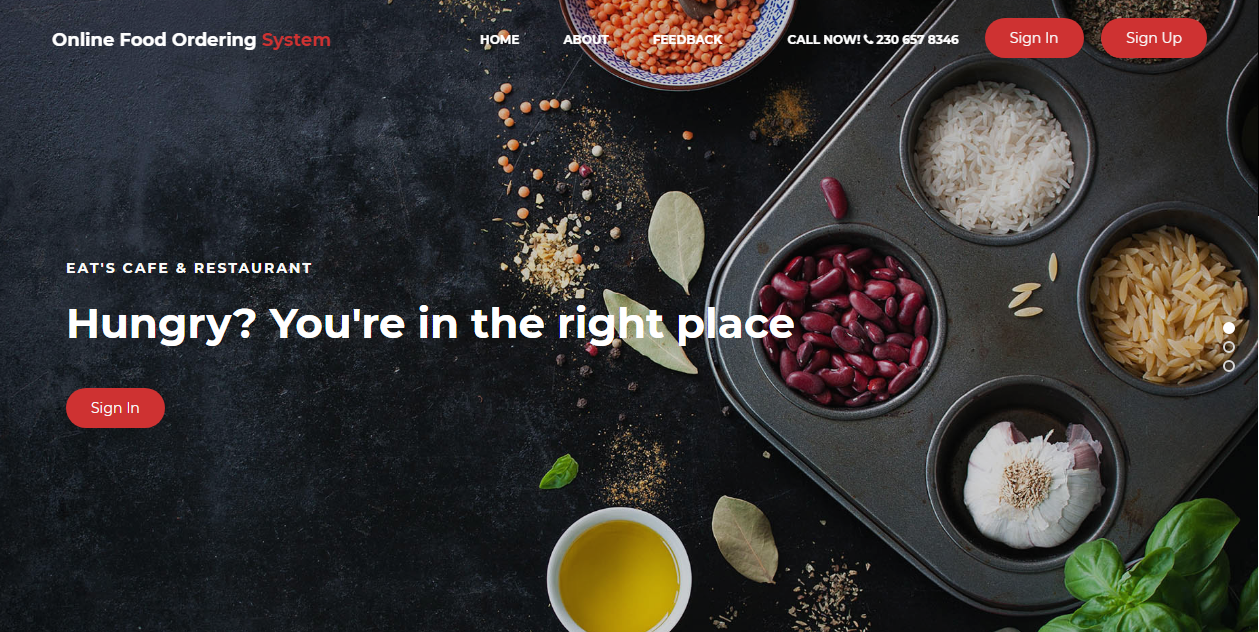 Online Food Ordering System
HOME ABOUT FEEDBACK CALL NOW! 230 657 8346 Sign In Sign Up
EAT'S CAFE & RESTAURANT
Hungry? You're in the right place
Sign In